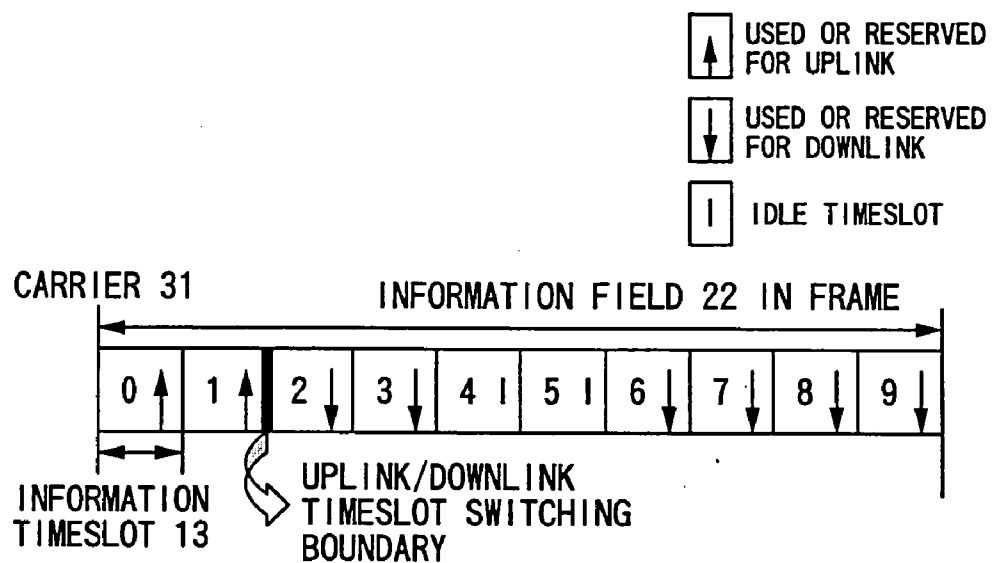 USED OR RESERVED
FOR UPLINK
USED OR RESERVED
FOR DOWNLINK
I IDLE TIMESLOT
CARRIER 31
INFORMATION FIELD 22 IN FRAME
0 1 2 3 4 I 5 I 6 7 8 9
INFORMATION
TIMESLOT 13
UPLINK/DOWNLINK
TIMESLOT SWITCHING
BOUNDARY